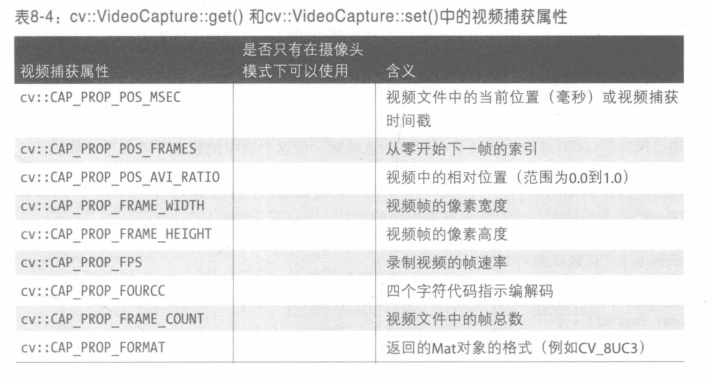 表8-4：cv::VideoCapture::get() 和cv::VideoCapture::set()中的视频捕获属性
视频捕获属性 是否只有在摄像头模式下可以使用 含义
cv::CAP_PROP_POS_MSEC 视频文件中的当前位置（毫秒）或视频捕获
时间戳
cv::CAP_PROP_POS_FRAMES 从零开始下一帧的索引
cv::CAP_PROP_POS_AVI_RATIO 视频中的相对位置（范围为0.0到1.0）
cv::CAP_PROP_FRAME_WIDTH 视频帧的像素宽度
cv::CAP_PROP_FRAME_HEIGHT 视频帧的像素高度
cv::CAP_PROP_FPS 录制视频的帧速率
cv::CAP_PROP_FOURCC 四个字符代码指示编解码
cv::CAP_PROP_FRAME_COUNT 视频文件中的帧总数
cv::CAP_PROP_FORMAT 返回的Mat对象的格式（例如CV_8UC3）